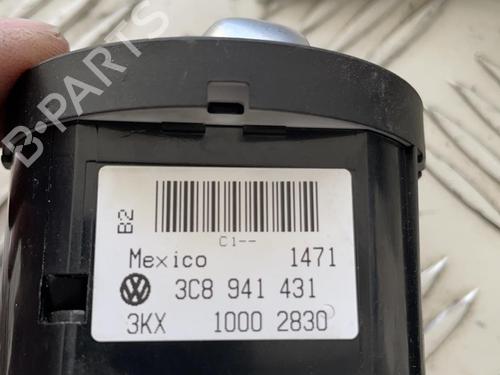 B-PARTS
B2
C1--
Mexico 1471
3C8 941 431
3KX 1000 2830